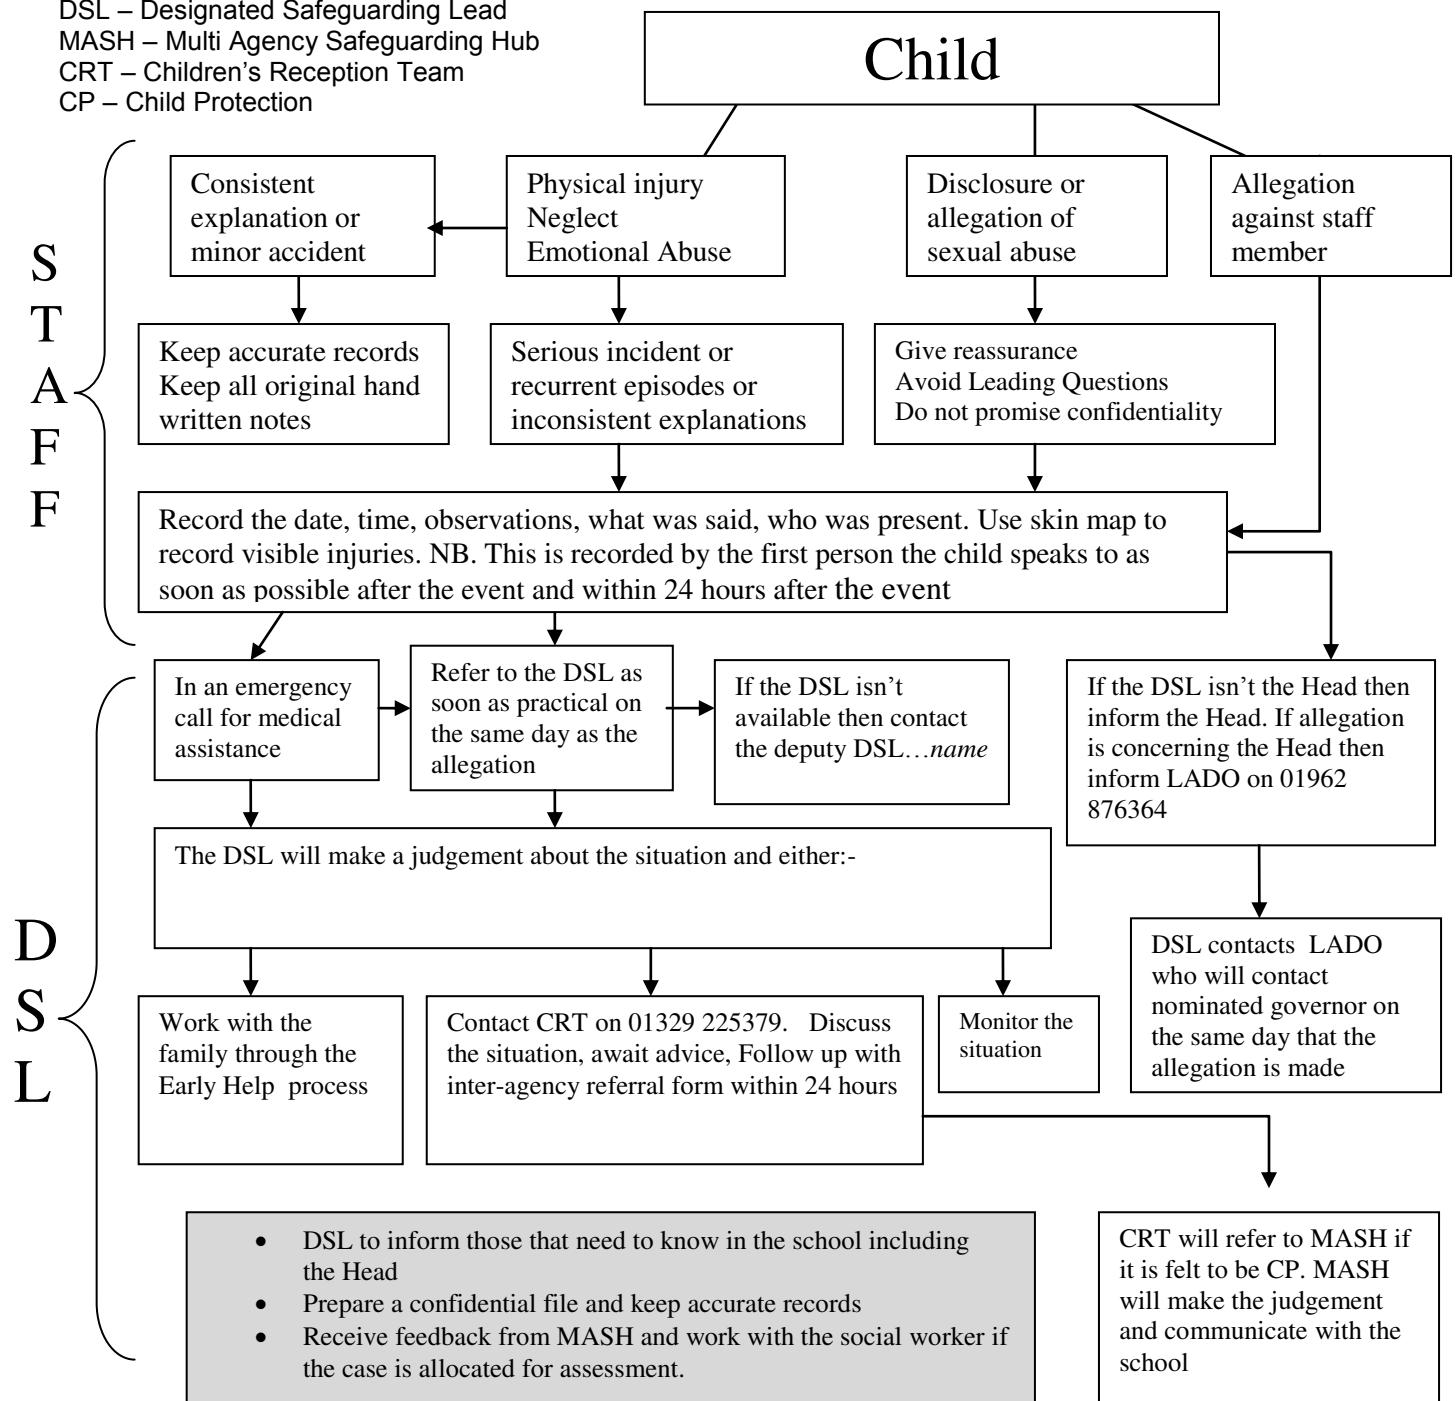 DSL – Designated Safeguarding Lead
MASH – Multi Agency Safeguarding Hub
CRT – Children's Reception Team
CP – Child Protection
Child
STAFF
Consistent
explanation or
minor accident
Physical injury
Neglect
Emotional Abuse
Disclosure or
allegation of
sexual abuse
Allegation
against staff
member
Keep accurate records
Keep all original hand
written notes
Serious incident or
recurrent episodes or
inconsistent explanations
Give reassurance
Avoid Leading Questions
Do not promise confidentiality
Record the date, time, observations, what was said, who was present. Use skin map to
record visible injuries. NB. This is recorded by the first person the child speaks to as
soon as possible after the event and within 24 hours after the event
DSL
In an emergency
call for medical
assistance
Refer to the DSL as
soon as practical on
the same day as the
allegation
If the DSL isn't
available then contact
the deputy DSL…name
If the DSL isn't the Head then
inform the Head. If allegation
is concerning the Head then
inform LADO on 01962
876364
The DSL will make a judgement about the situation and either:-
DSL contacts LADO
who will contact
nominated governor on
the same day that the
allegation is made
Work with the
family through the
Early Help process
Contact CRT on 01329 225379. Discuss
the situation, await advice, Follow up with
inter-agency referral form within 24 hours
Monitor the
situation
• DSL to inform those that need to know in the school including
the Head
• Prepare a confidential file and keep accurate records
• Receive feedback from MASH and work with the social worker if
the case is allocated for assessment.
CRT will refer to MASH if
it is felt to be CP. MASH
will make the judgement
and communicate with the
school